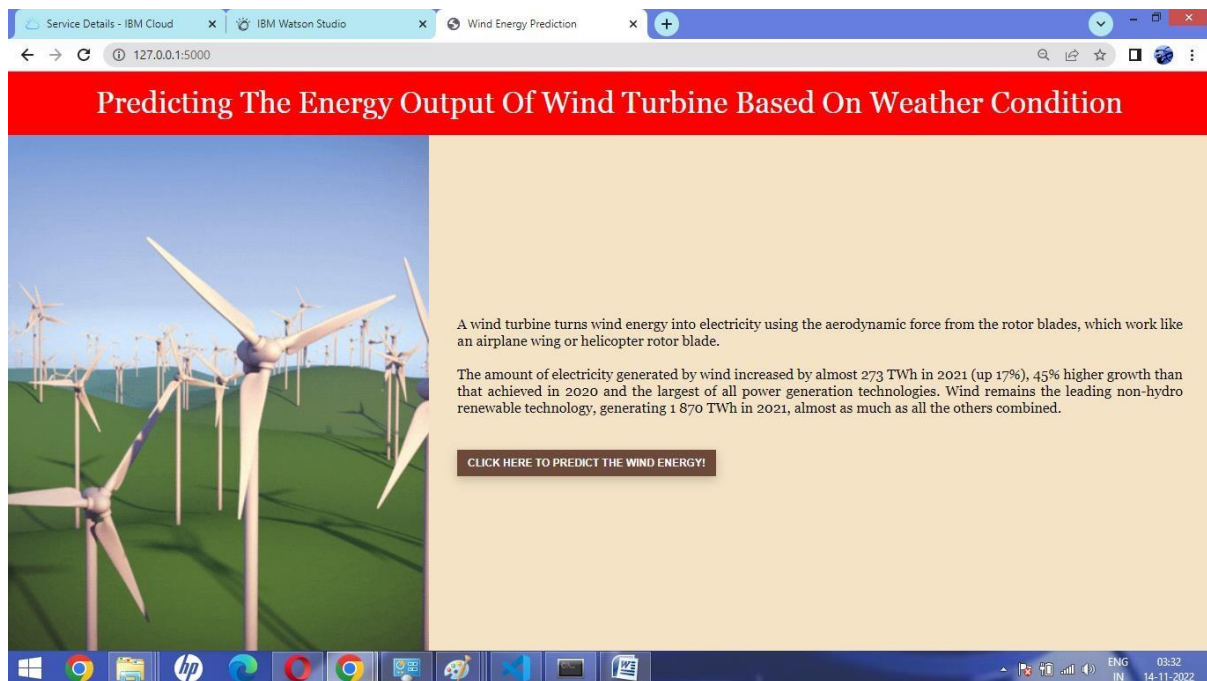 Service Details - IBM Cloud
IBM Watson Studio
Wind Energy Prediction
127.0.0.1:5000
Predicting The Energy Output Of Wind Turbine Based On Weather Condition
A wind turbine turns wind energy into electricity using the aerodynamic force from the rotor blades, which work like
an airplane wing or helicopter rotor blade.
The amount of electricity generated by wind increased by almost 273 TWh in 2021 (up 17%), 45% higher growth than
that achieved in 2020 and the largest of all power generation technologies. Wind remains the leading non-hydro
renewable technology, generating 1 870 TWh in 2021, almost as much as all the others combined.
CLICK HERE TO PREDICT THE WIND ENERGY!
hp
ENG
03:32
IN
14-11-2022